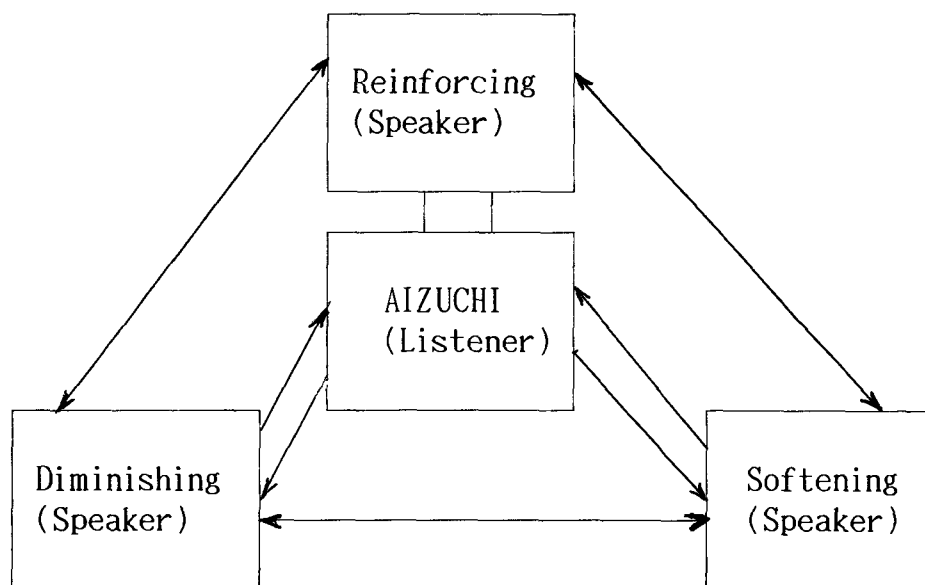 Reinforcing
(Speaker)
AIZUCHI
(Listener)
Diminishing
(Speaker)
Softening
(Speaker)